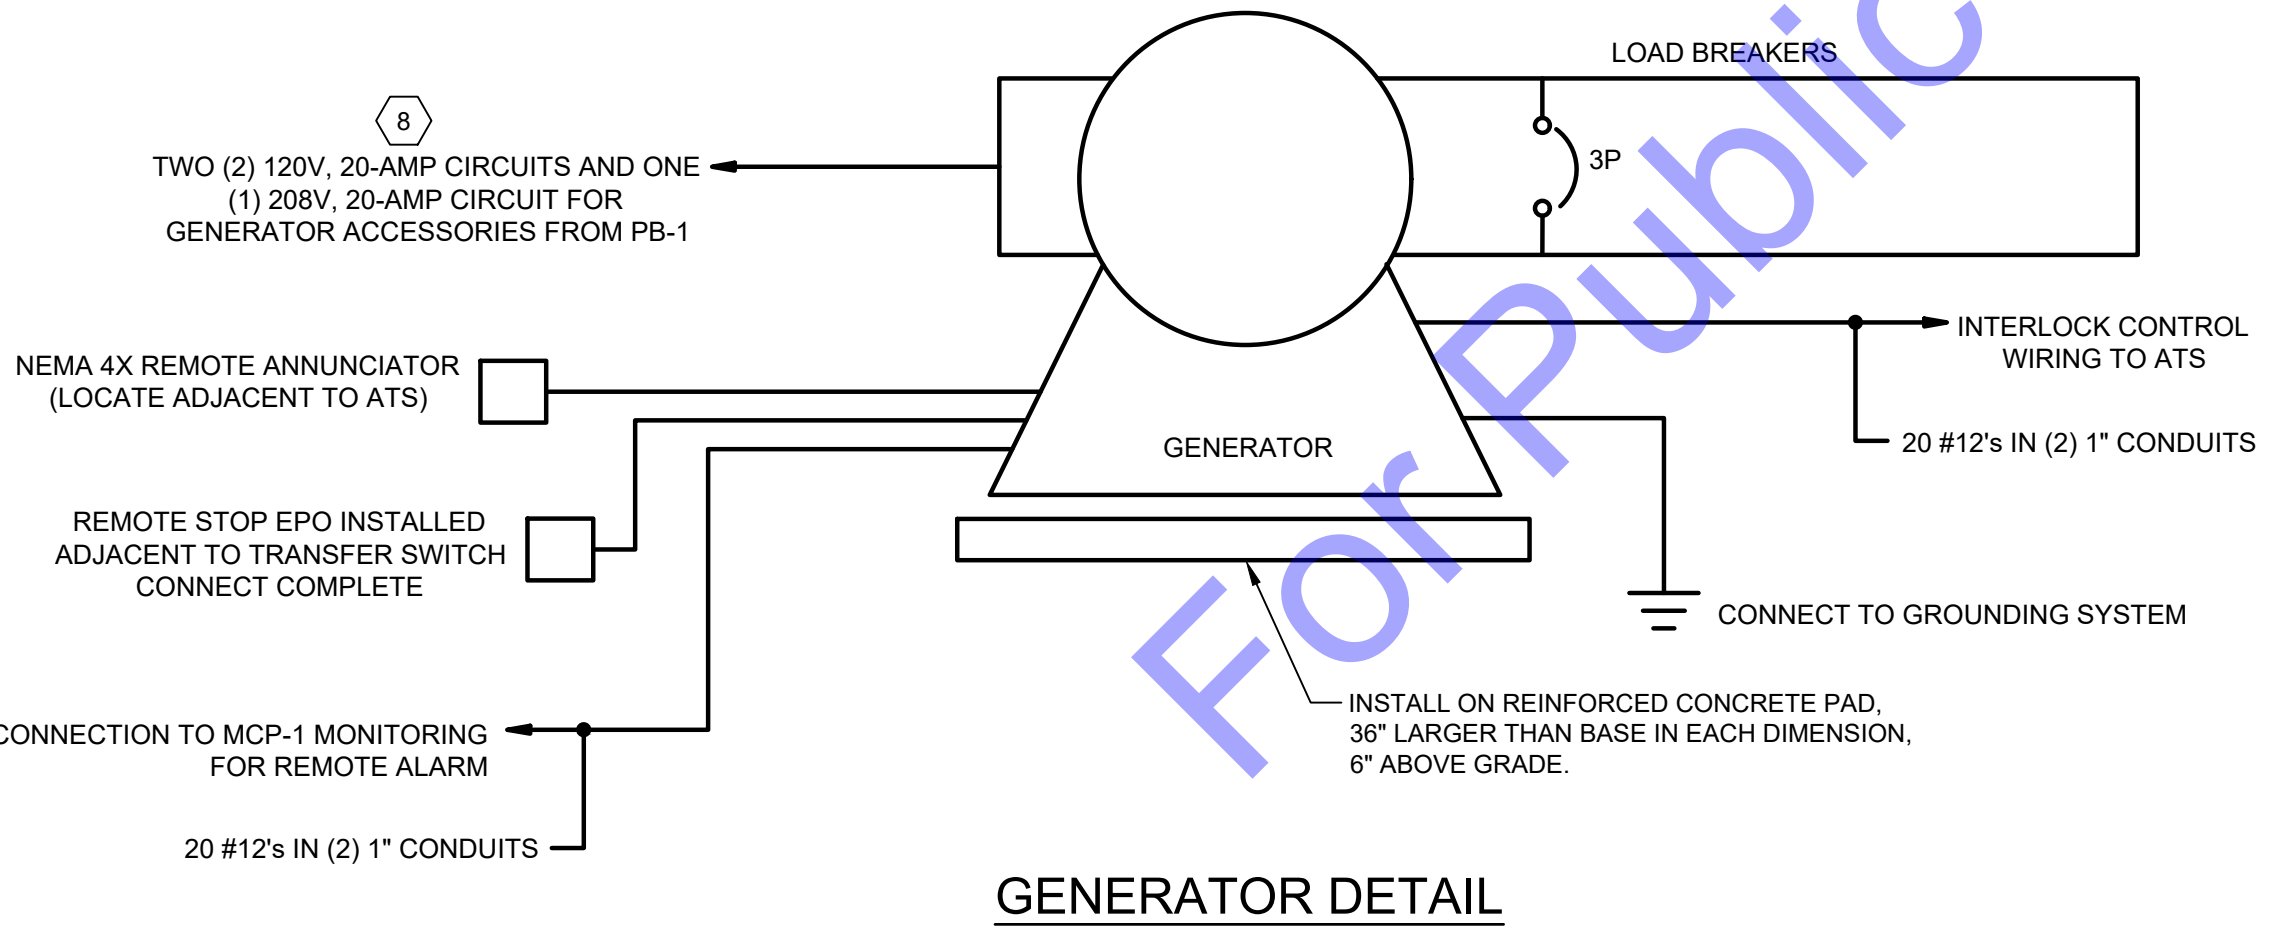 LOAD BREAKERS
8
TWO (2) 120V, 20-AMP CIRCUITS AND ONE
(1) 208V, 20-AMP CIRCUIT FOR
GENERATOR ACCESSORIES FROM PB-1
3P
NEMA 4X REMOTE ANNUNCIATOR
(LOCATE ADJACENT TO ATS)
INTERLOCK CONTROL
WIRING TO ATS
20 #12's IN (2) 1" CONDUITS
GENERATOR
REMOTE STOP EPO INSTALLED
ADJACENT TO TRANSFER SWITCH
CONNECT COMPLETE
CONNECT TO GROUNDING SYSTEM
INSTALL ON REINFORCED CONCRETE PAD,
36" LARGER THAN BASE IN EACH DIMENSION,
6" ABOVE GRADE.
CONNECTION TO MCP-1 MONITORING
FOR REMOTE ALARM
20 #12's IN (2) 1" CONDUITS
GENERATOR DETAIL
For Public